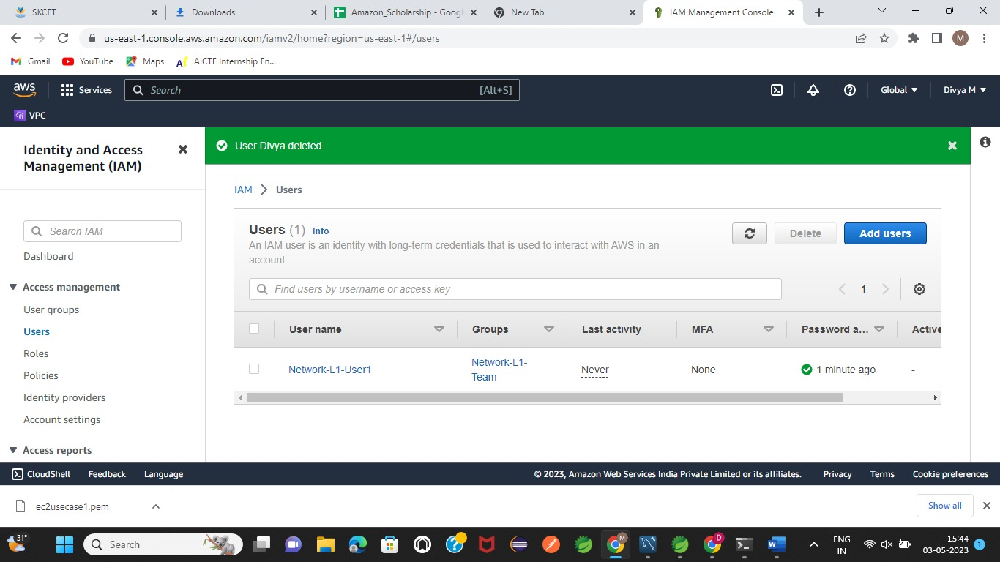 SKCET
Downloads
Amazon_Scholarship - Googl
New Tab
IAM Management Console
us-east-1.console.aws.amazon.com/iamv2/home?region=us-east-1#/users
M
Gmail
YouTube
Maps
AICTE Internship En...
aws
Services
Search
[Alt+S]
Global
Divya M
VPC
Identity and Access
Management (IAM)
User Divya deleted.
IAM > Users
Search IAM
Dashboard
Access management
User groups
Users
Roles
Policies
Identity providers
Account settings
Access reports
Users (1) Info
An IAM user is an identity with long-term credentials that is used to interact with AWS in an
account.
Delete
Add users
Find users by username or access key
1
User name
Groups
Last activity
MFA
Password a...
Active
Network-L1-User1
Network-L1-
Team
Never
None
1 minute ago
-
CloudShell
Feedback
Language
© 2023, Amazon Web Services India Private Limited or its affiliates.
Privacy
Terms
Cookie preferences
ec2usecase1.pem
Show all
31°
Search
M
D
ENG
IN
15:44
03-05-2023
1